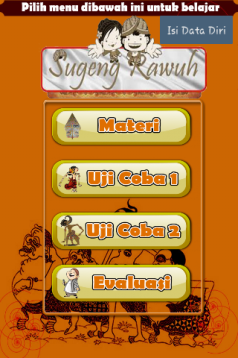 Pilih menu dibawah ini untuk belajar
Isi Data Diri
Sugeng Rawuh
Materi
Uji Coba 1
Uji Coba 2
Evaluasi